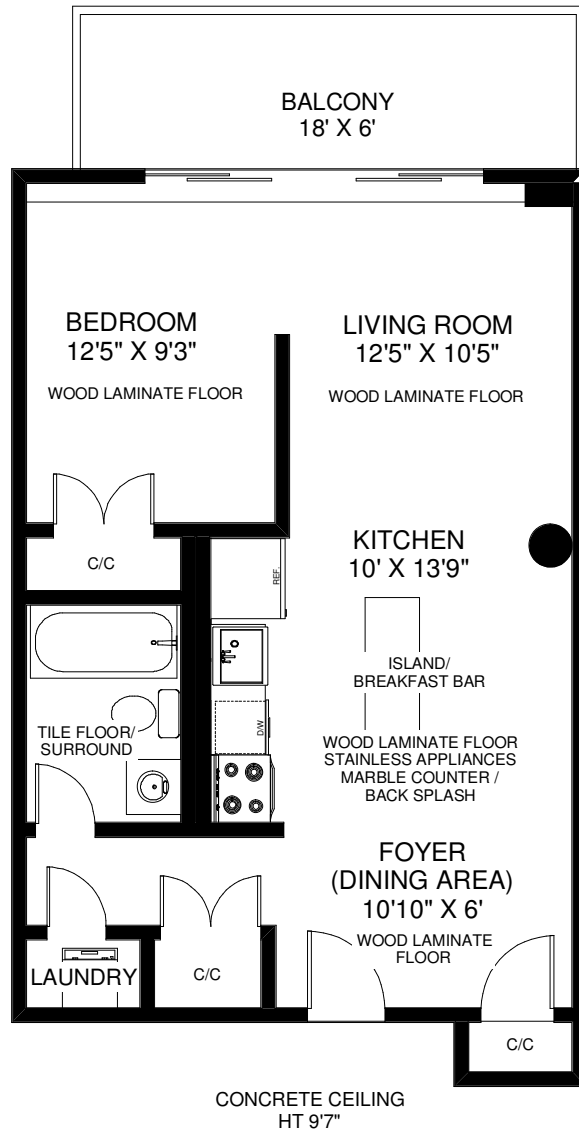 BALCONY
18' X 6'
BEDROOM
12'5" X 9'3"
WOOD LAMINATE FLOOR
LIVING ROOM
12'5" X 10'5"
WOOD LAMINATE FLOOR
C/C
REF.
KITCHEN
10' X 13'9"
ISLAND/
BREAKFAST BAR
D/W
WOOD LAMINATE FLOOR
STAINLESS APPLIANCES
MARBLE COUNTER /
BACK SPLASH
TILE FLOOR/
SURROUND
FOYER
(DINING AREA)
10'10" X 6'
WOOD LAMINATE
FLOOR
LAUNDRY
C/C
C/C
CONCRETE CEILING
HT 9'7"